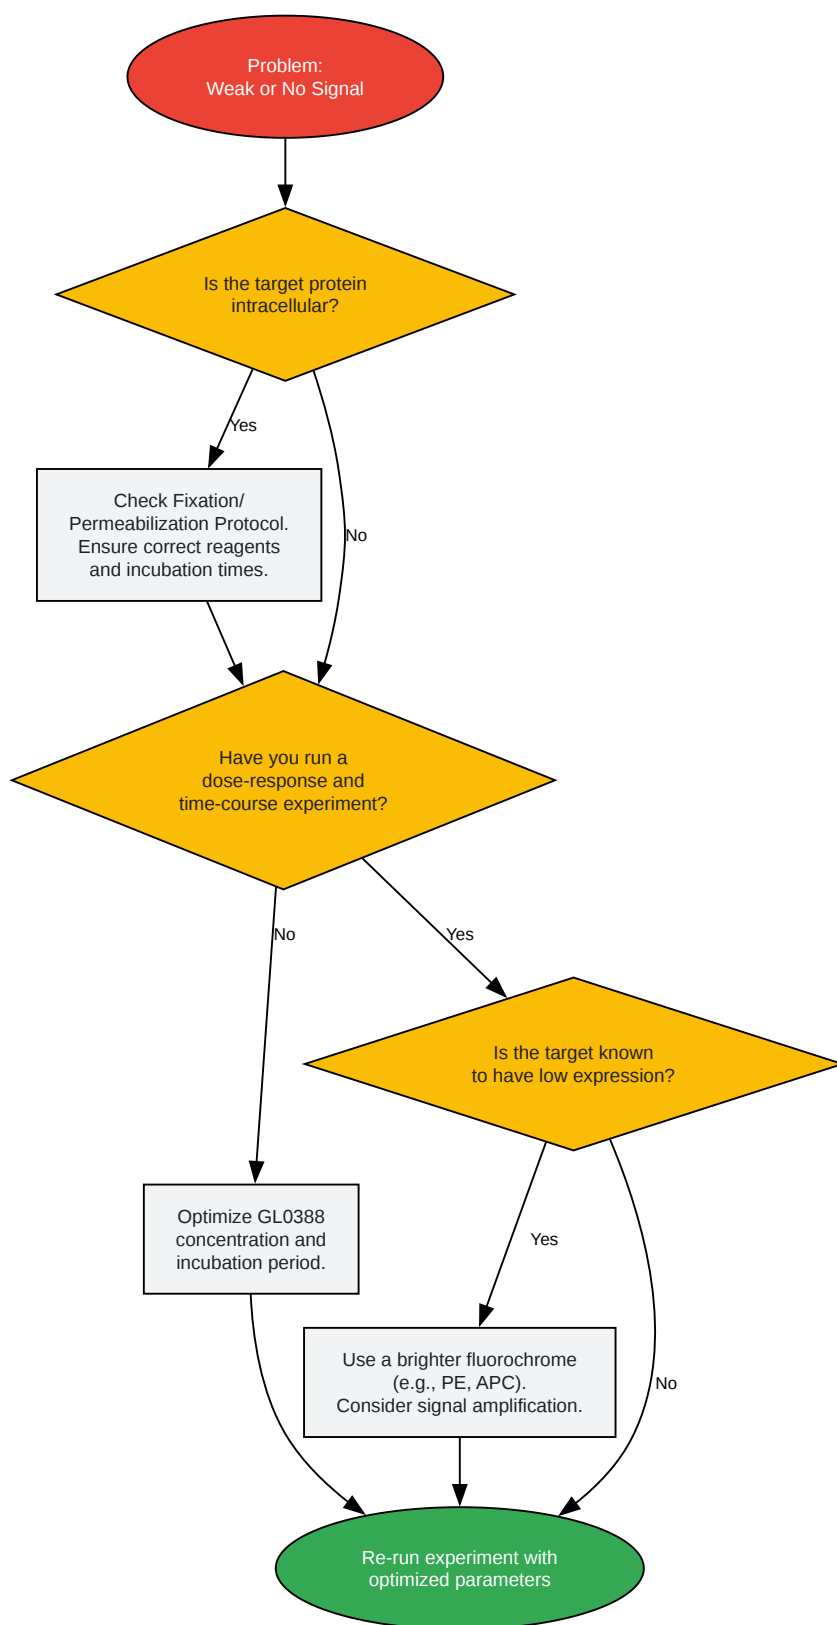 Problem:
Weak or No Signal
Is the target protein
intracellular?
Yes
Check Fixation/
Permeabilization Protocol.
Ensure correct reagents
and incubation times.
No
Have you run a
dose-response and
time-course experiment?
No
Yes
Is the target known
to have low expression?
Optimize GL0388
concentration and
incubation period.
Yes
Use a brighter fluorochrome
(e.g., PE, APC).
Consider signal amplification.
No
Re-run experiment with
optimized parameters